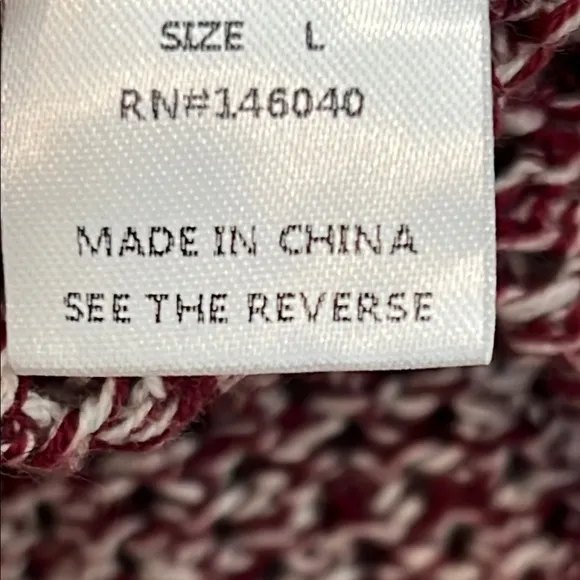 SIZE L
RN#146040
MADE IN CHINA
SEE THE REVERSE